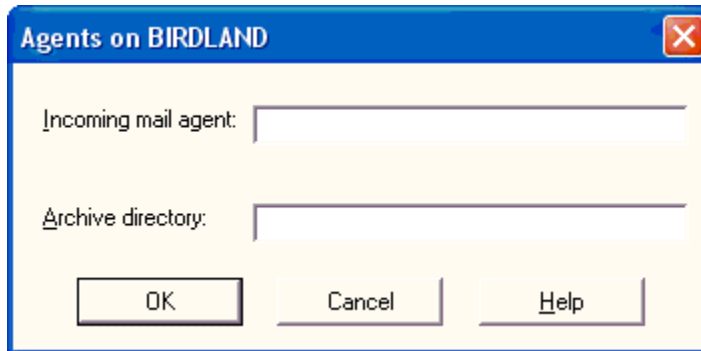 Agents on BIRDLAND
Incoming mail agent:
Archive directory:
OK Cancel Help